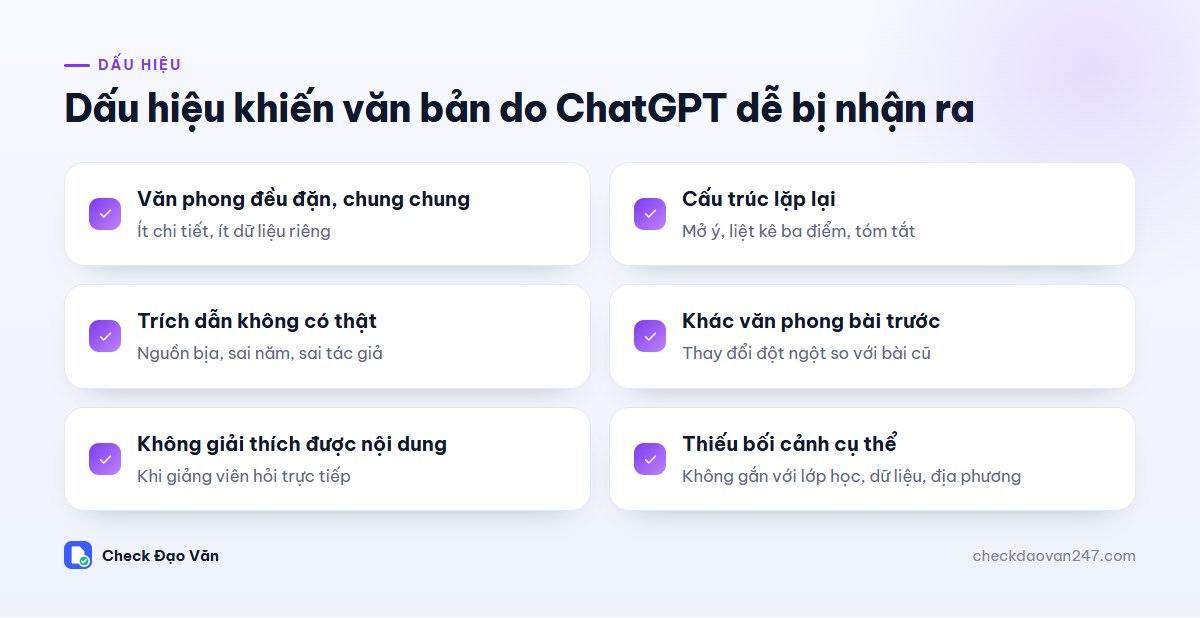 DẤU HIỆU
Dấu hiệu khiến văn bản do ChatGPT dễ bị nhận ra
Văn phong đều đặn, chung chung
Ít chi tiết, ít dữ liệu riêng
Cấu trúc lặp lại
Mở ý, liệt kê ba điểm, tóm tắt
Trích dẫn không có thật
Nguồn bịa, sai năm, sai tác giả
Khác văn phong bài trước
Thay đổi đột ngột so với bài cũ
Không giải thích được nội dung
Khi giảng viên hỏi trực tiếp
Thiếu bối cảnh cụ thể
Không gắn với lớp học, dữ liệu, địa phương
Check Đạo Văn
checkdaovan247.com